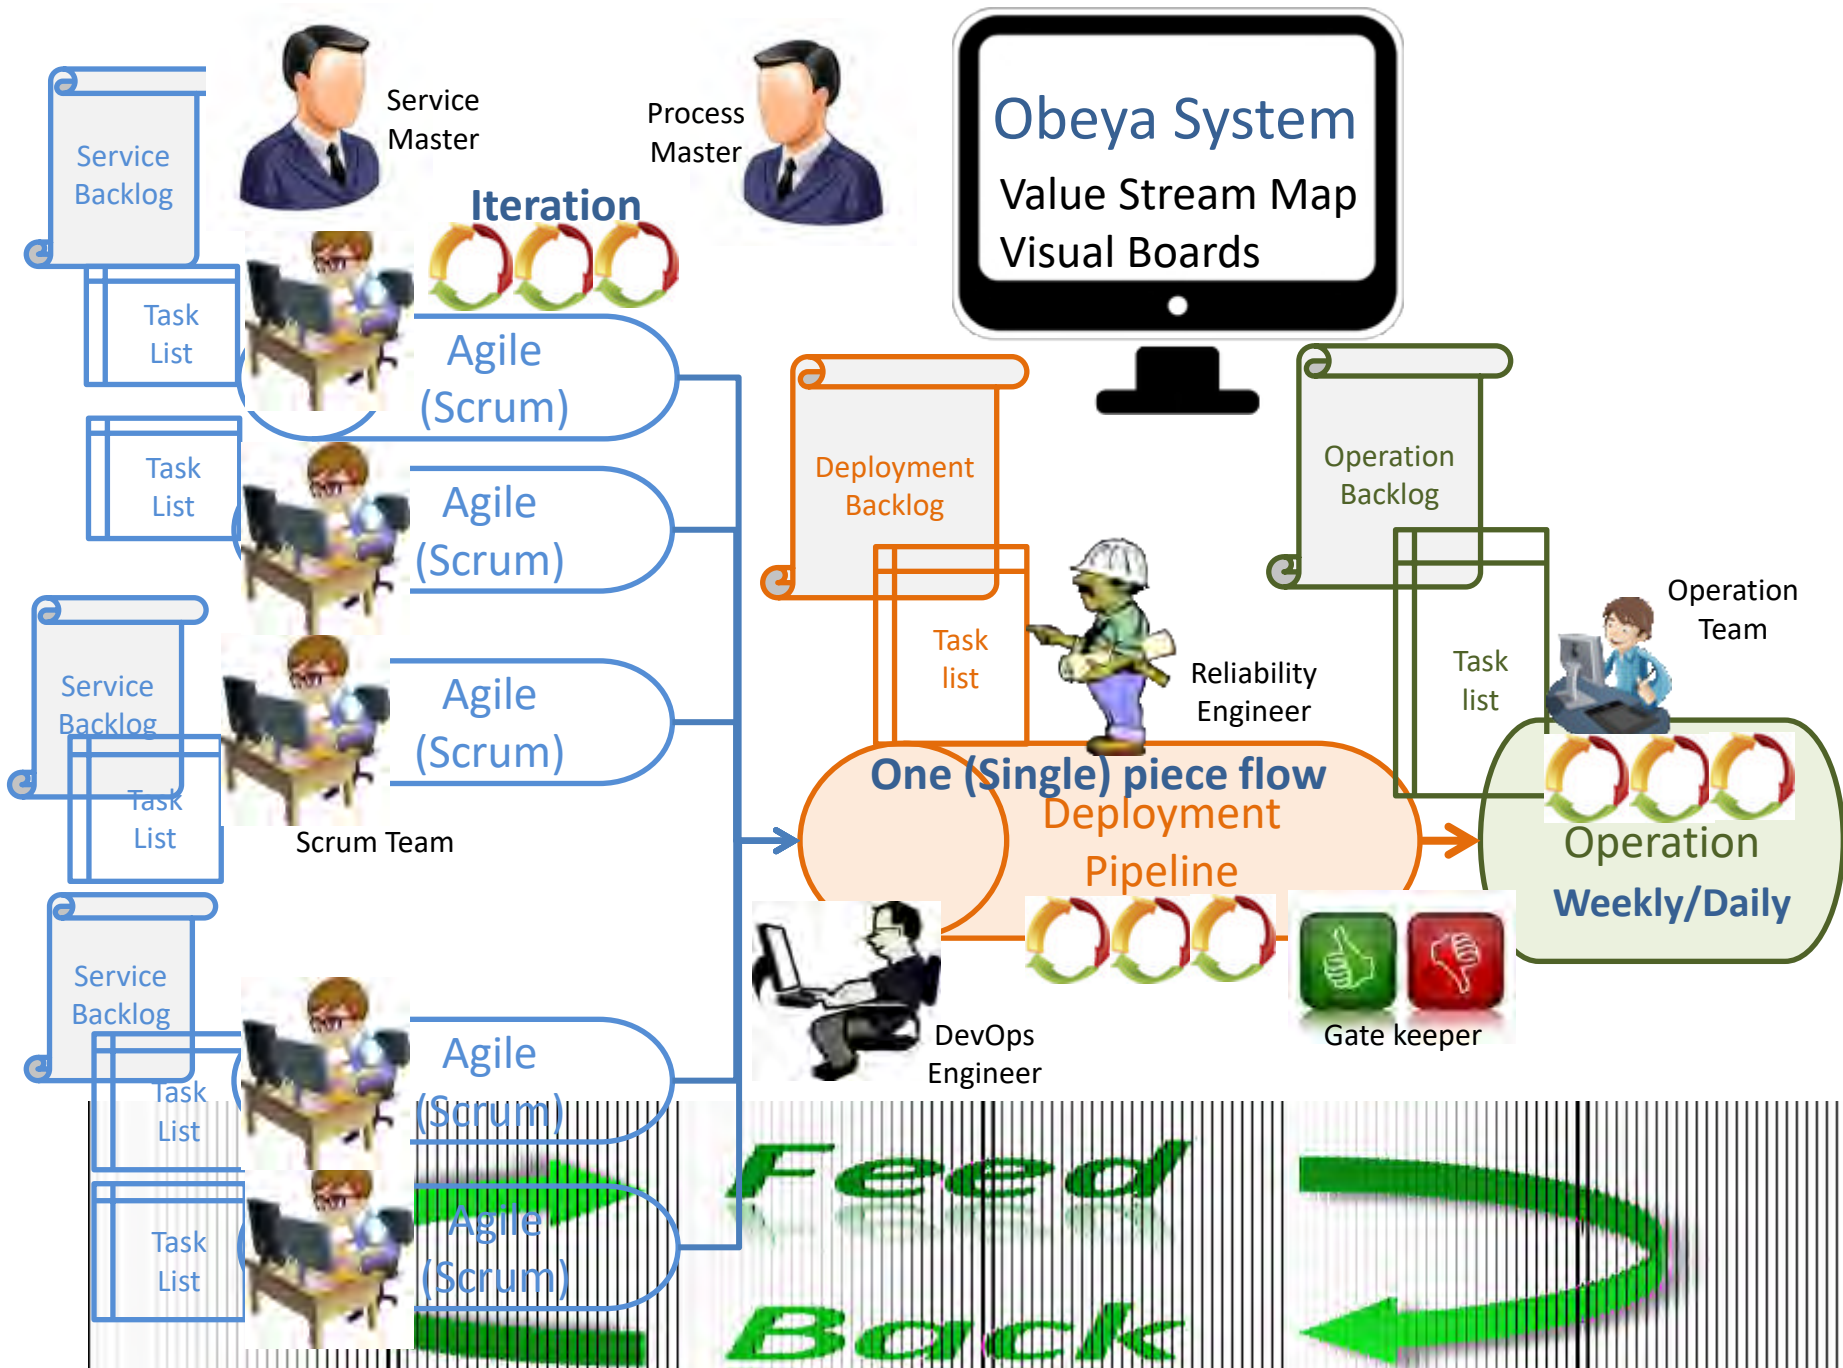 Service
Backlog
Service
Master
Process
Master
Obeya System
Value Stream Map
Visual Boards
Iteration
Task
List
Agile
(Scrum)
Task
List
Agile
(Scrum)
Deployment
Backlog
Operation
Backlog
Service
Backlog
Task
List
Agile
(Scrum)
Scrum Team
Task
list
Reliability
Engineer
Task
list
Operation
Team
One (Single) piece flow
Deployment
Pipeline
Operation
Weekly/Daily
DevOps
Engineer
Gate keeper
Service
Backlog
Task
List
Agile
(Scrum)
Task
List
Agile
(Scrum)
Feed
Back